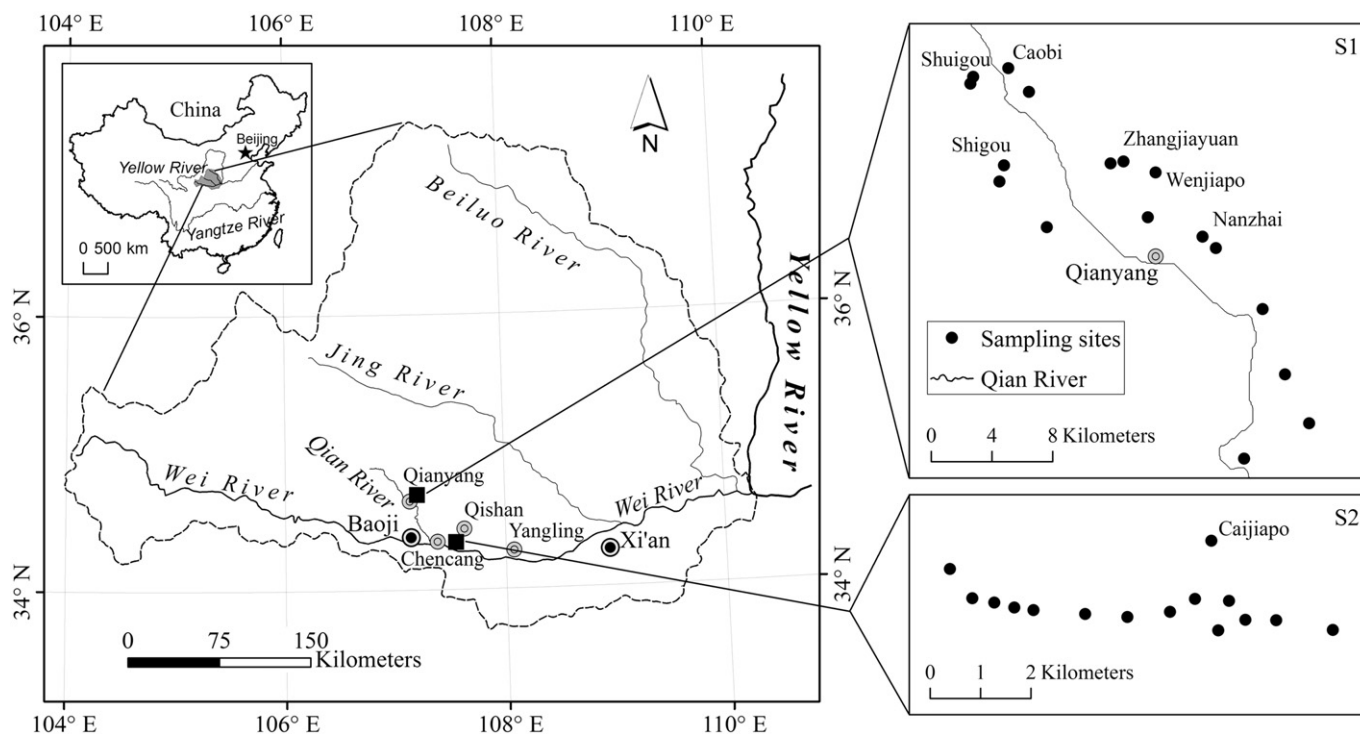 104° E
106° E
108° E
110° E
China
Beijing
Yellow River
Yangtze River
0 500 km
N
Beiluo River
Yellow River
36° N
36° N
Jing River
Qian River
Qianyang
Wei River
Wei River
Baoji
Qishan
Yangling
Xi'an
Chencang
34° N
34° N
0 75 150
Kilometers
104° E
106° E
108° E
110° E
S1
Shuigou
Caobi
Zhangjiayuan
Shigou
Wenjiapo
Nanzhai
Qianyang
Sampling sites
Qian River
0 4 8 Kilometers
S2
Caijiapo
0 1 2 Kilometers